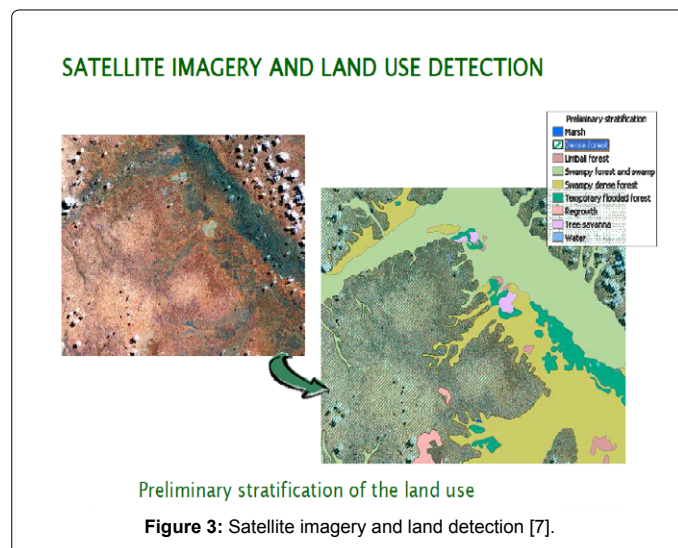 SATELLITE IMAGERY AND LAND USE DETECTION
Preliminary stratification
Marsh
Dense forest
Limball forest
Swampy forest and swamp
Swampy dense forest
Temporary flooded forest
Regrowth
Tree savanna
Water
Preliminary stratification of the land use
Figure 3: Satellite imagery and land detection [7].